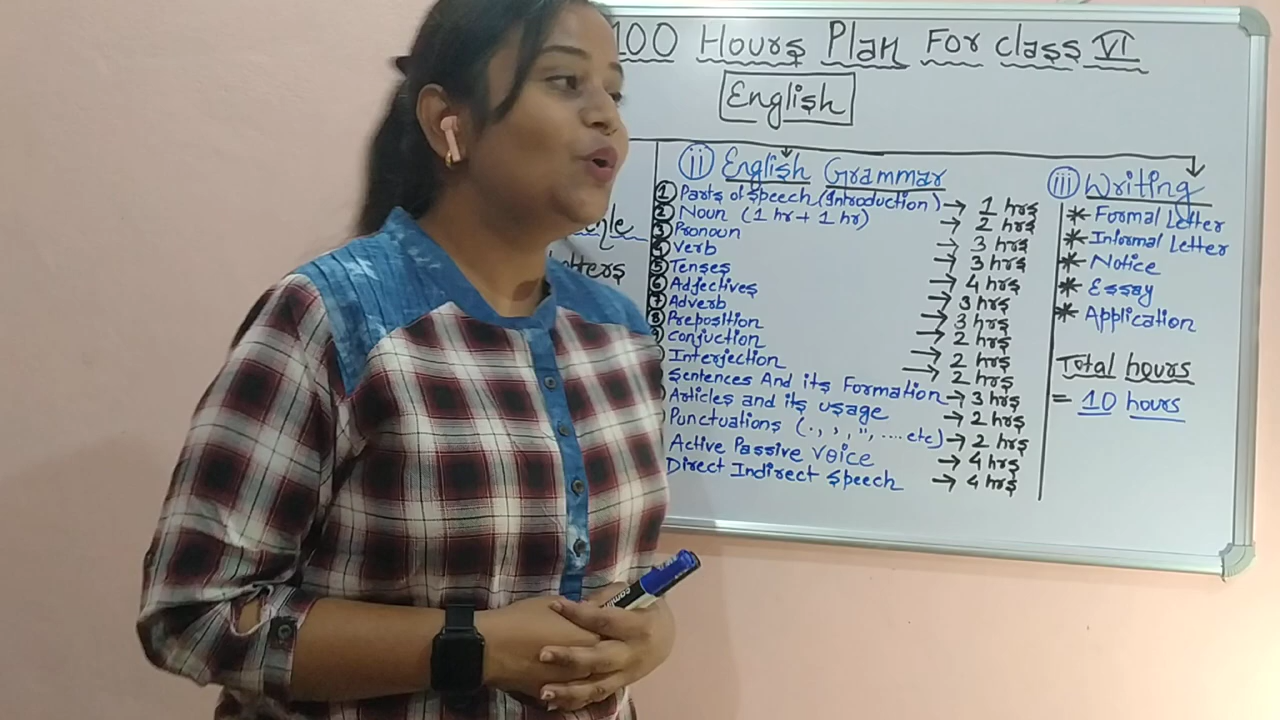 100 Hours Plan For Class VI
English
ii English Grammar
1 Parts of Speech (Introduction) → 1 hrs
2 Noun (1 hr + 1 hr) → 2 hrs
3 Pronoun → 3 hrs
4 Verb → 3 hrs
5 Tenses → 4 hrs
6 Adjectives → 3 hrs
7 Adverb → 3 hrs
8 Preposition → 2 hrs
9 Conjuction → 2 hrs
Interjection → 2 hrs
Sentences And its Formation → 3 hrs
Articles and its usage → 2 hrs
Punctuations (., , , ", .... etc) → 2 hrs
Active Passive Voice → 4 hrs
Direct Indirect Speech → 4 hrs
iii Writing
* Formal Letter
* Informal Letter
* Notice
* Essay
* Application
Total hours
= 10 hours